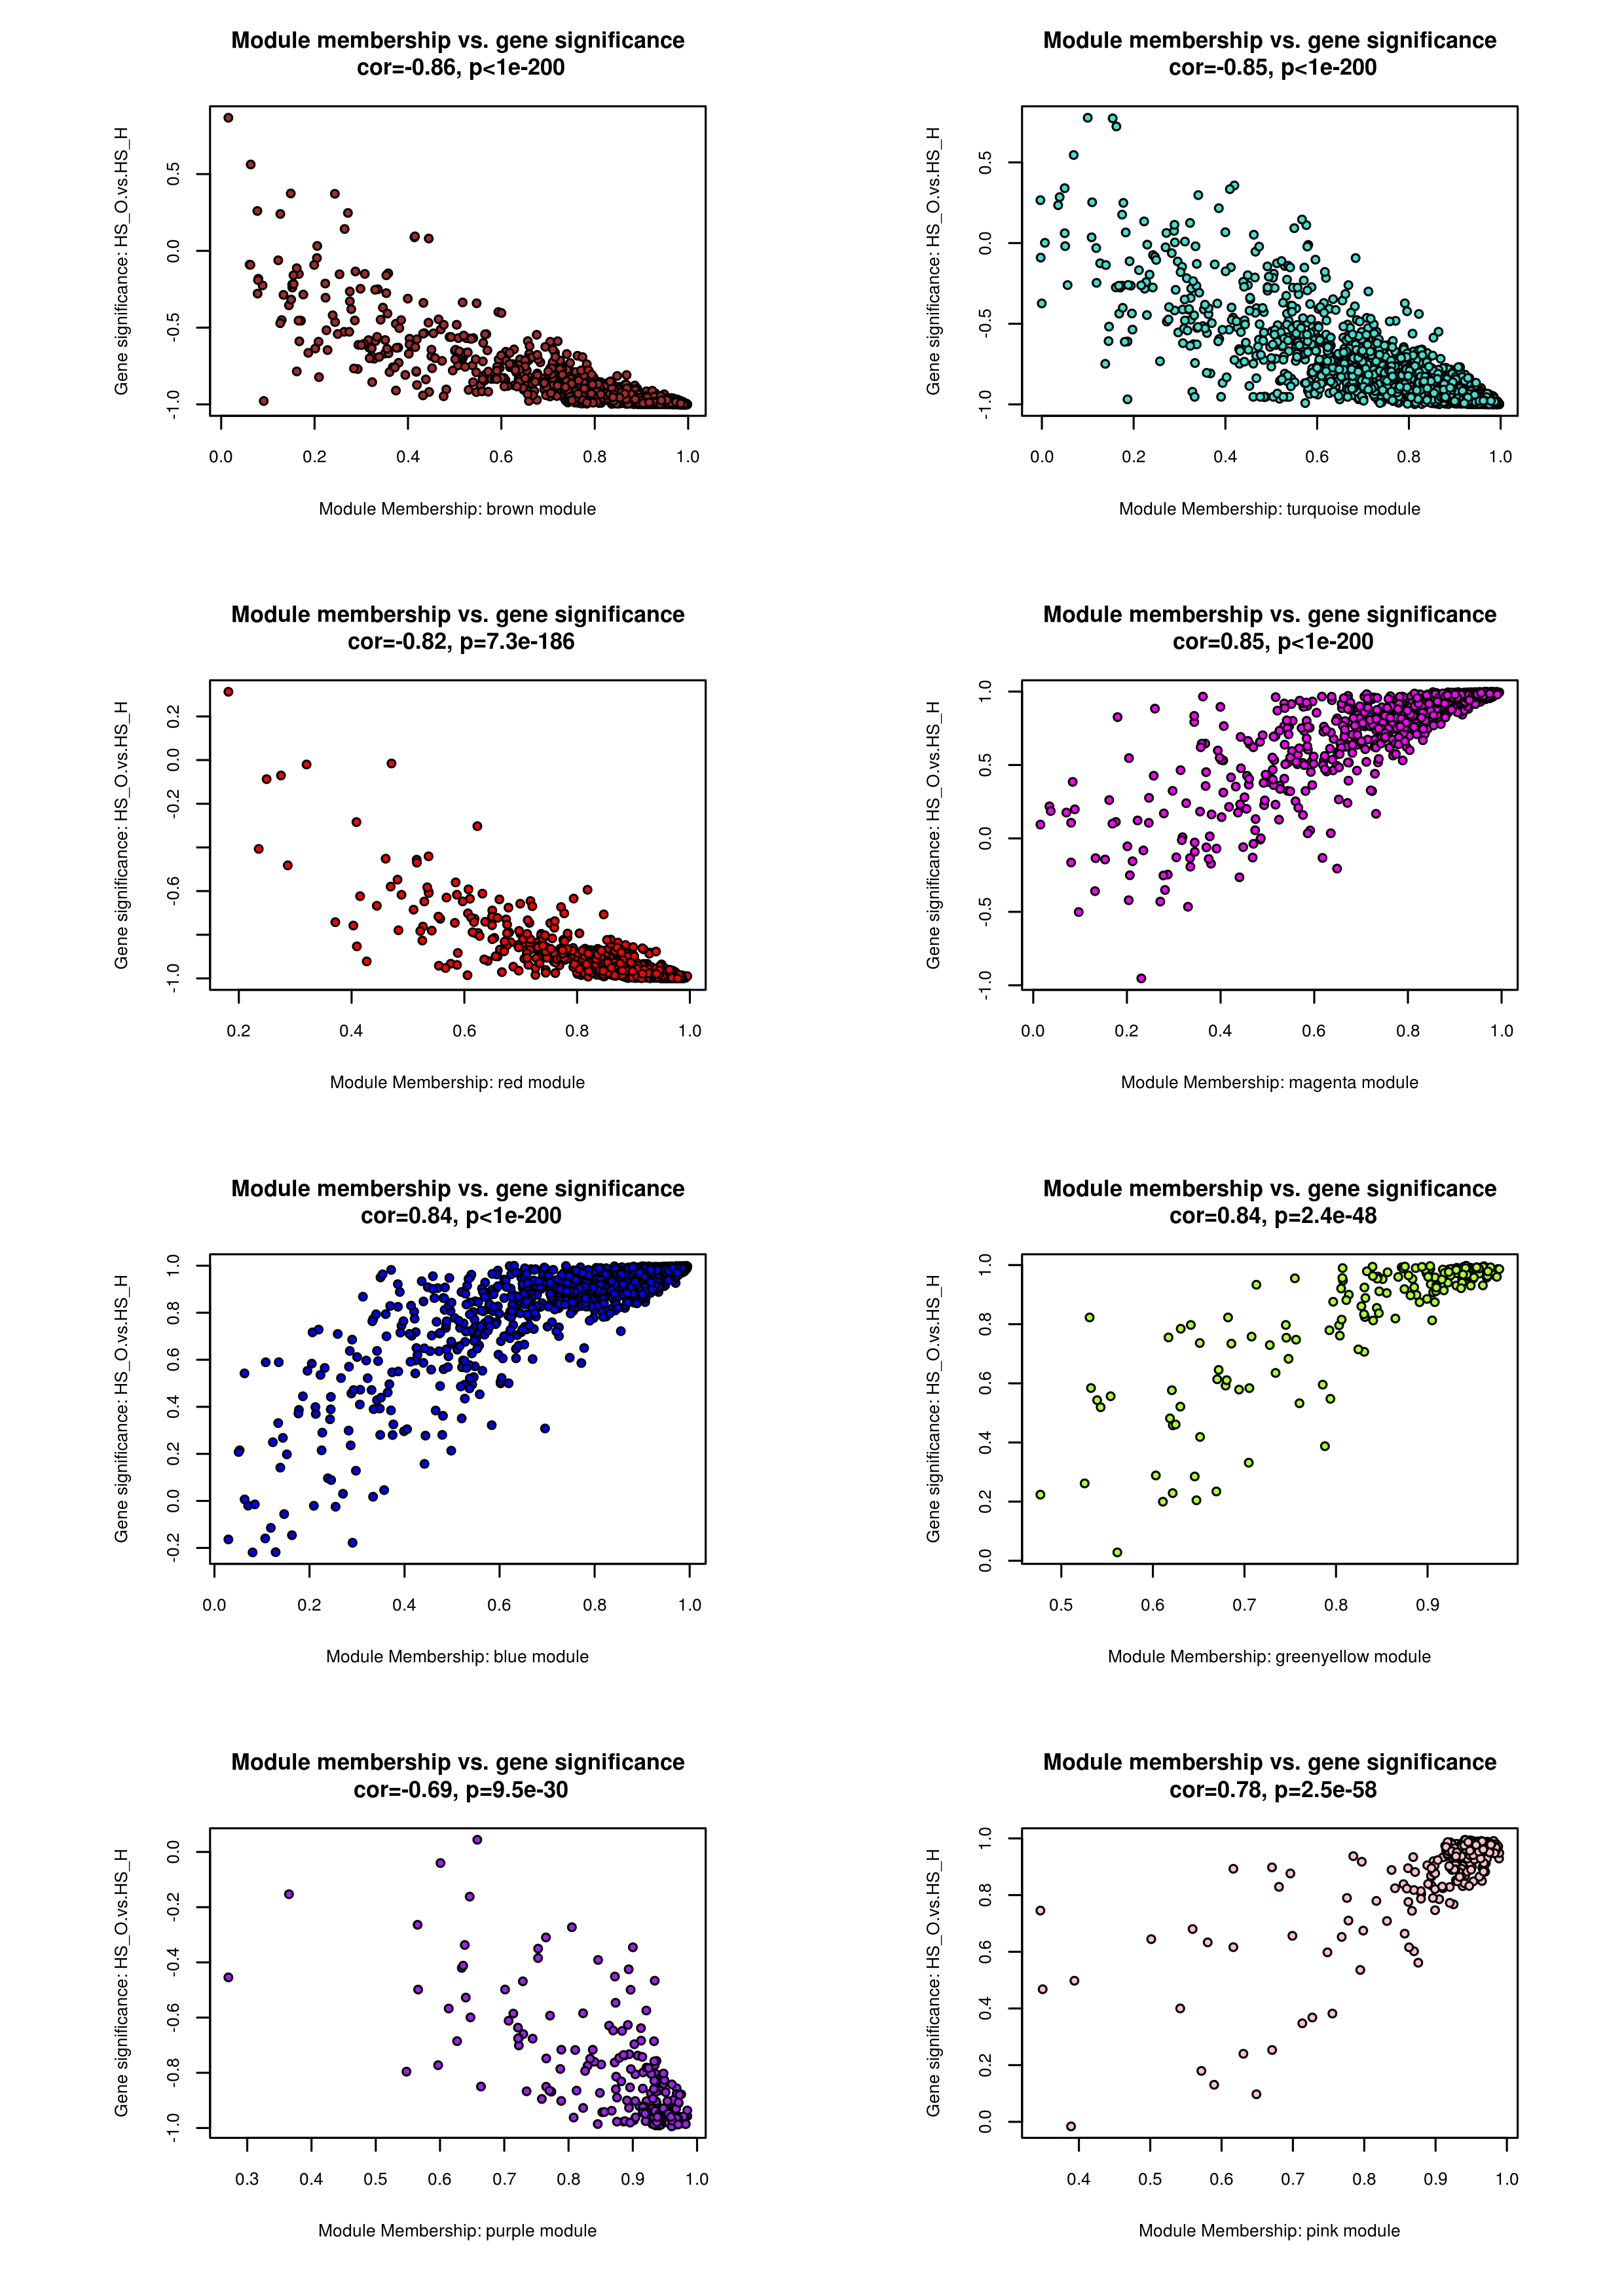 Module membership vs. gene significance
cor=-0.86, p<1e-200
Gene significance: HS_O.vs.HS_H
0.5
0.0
-0.5
-1.0
0.0 0.2 0.4 0.6 0.8 1.0
Module Membership: brown module
Module membership vs. gene significance
cor=-0.85, p<1e-200
Gene significance: HS_O.vs.HS_H
0.5
0.0
-0.5
-1.0
0.0 0.2 0.4 0.6 0.8 1.0
Module Membership: turquoise module
Module membership vs. gene significance
cor=-0.82, p=7.3e-186
Gene significance: HS_O.vs.HS_H
0.2
0.0
-0.2
-0.6
-1.0
0.2 0.4 0.6 0.8 1.0
Module Membership: red module
Module membership vs. gene significance
cor=0.85, p<1e-200
Gene significance: HS_O.vs.HS_H
1.0
0.5
0.0
-0.5
-1.0
0.0 0.2 0.4 0.6 0.8 1.0
Module Membership: magenta module
Module membership vs. gene significance
cor=0.84, p<1e-200
Gene significance: HS_O.vs.HS_H
1.0
0.8
0.6
0.4
0.2
0.0
-0.2
0.0 0.2 0.4 0.6 0.8 1.0
Module Membership: blue module
Module membership vs. gene significance
cor=0.84, p=2.4e-48
Gene significance: HS_O.vs.HS_H
1.0
0.8
0.6
0.4
0.2
0.0
0.5 0.6 0.7 0.8 0.9
Module Membership: greenyellow module
Module membership vs. gene significance
cor=-0.69, p=9.5e-30
Gene significance: HS_O.vs.HS_H
0.0
-0.2
-0.4
-0.6
-0.8
-1.0
0.3 0.4 0.5 0.6 0.7 0.8 0.9 1.0
Module Membership: purple module
Module membership vs. gene significance
cor=0.78, p=2.5e-58
Gene significance: HS_O.vs.HS_H
1.0
0.8
0.6
0.4
0.2
0.0
0.4 0.5 0.6 0.7 0.8 0.9 1.0
Module Membership: pink module